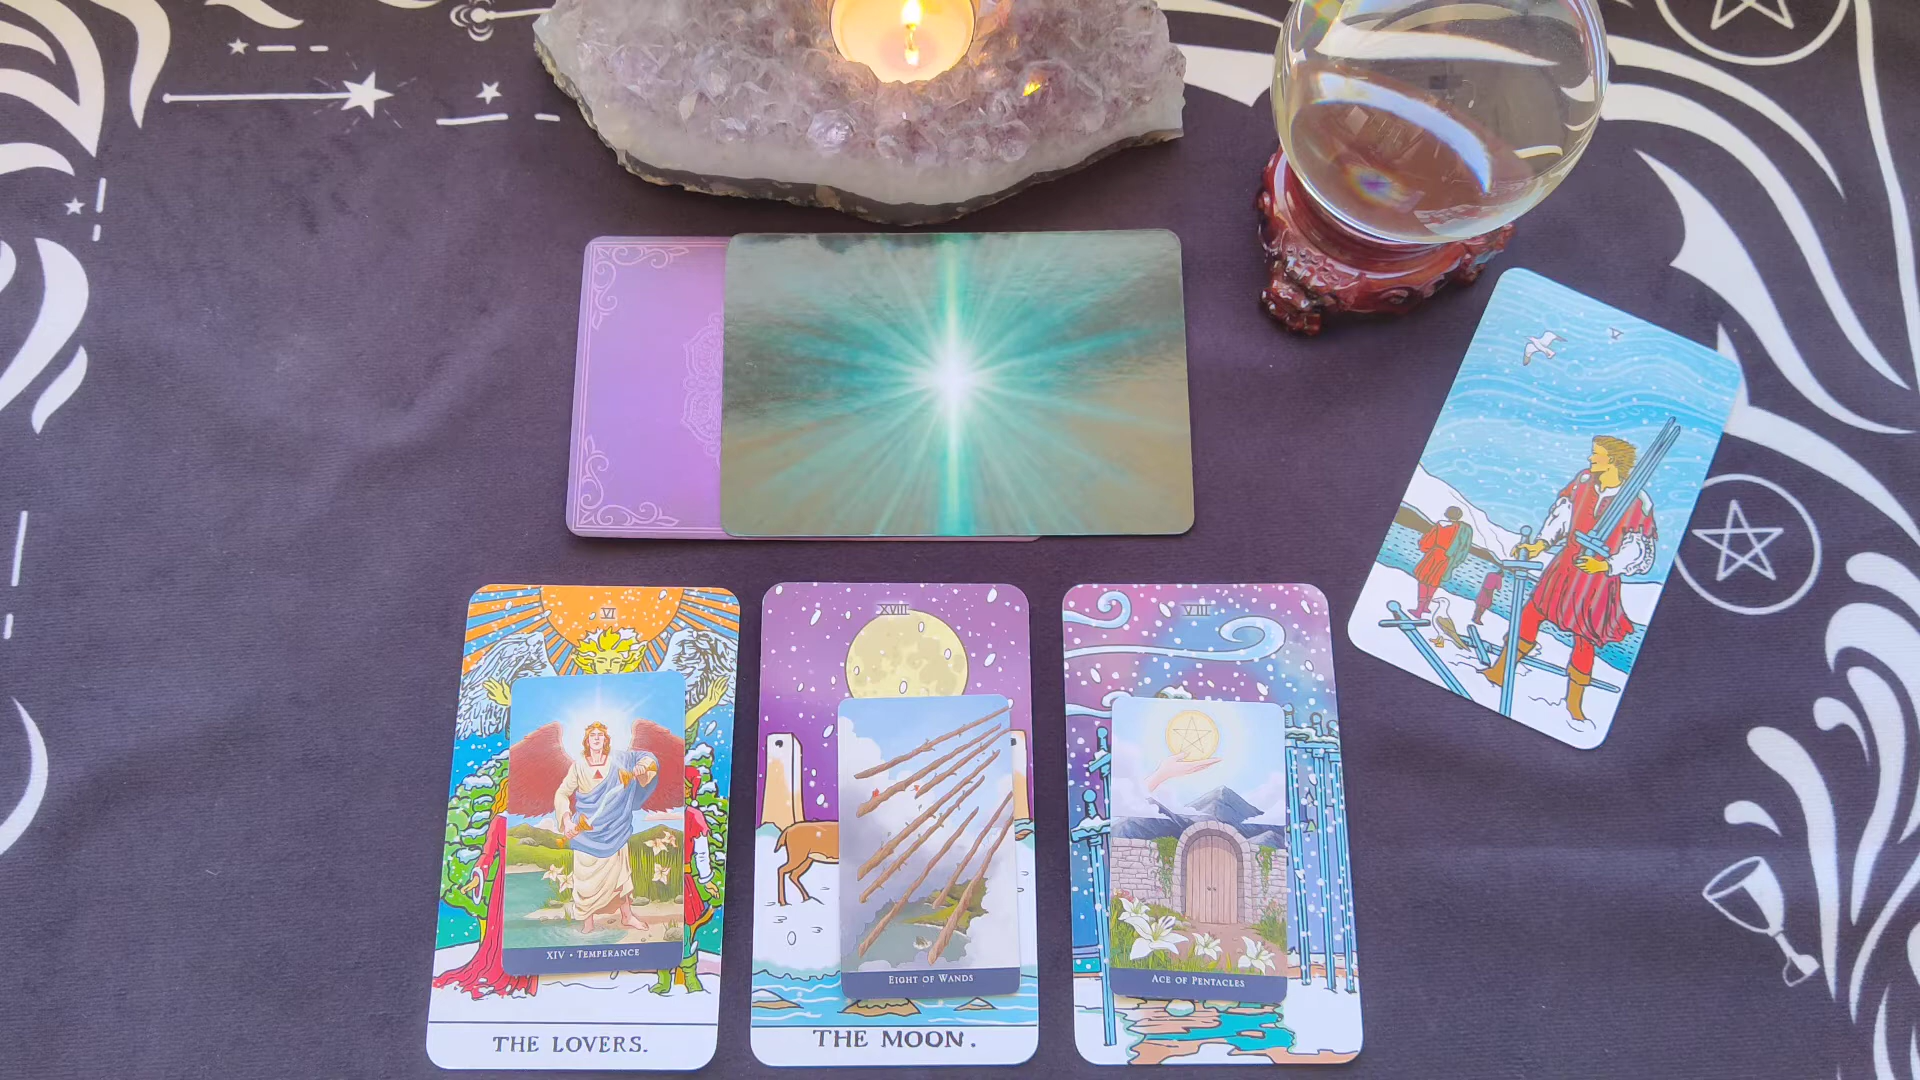 V
VI
XVIII
VIII
XIV • TEMPERANCE
EIGHT OF WANDS
ACE OF PENTACLES
THE LOVERS.
THE MOON.